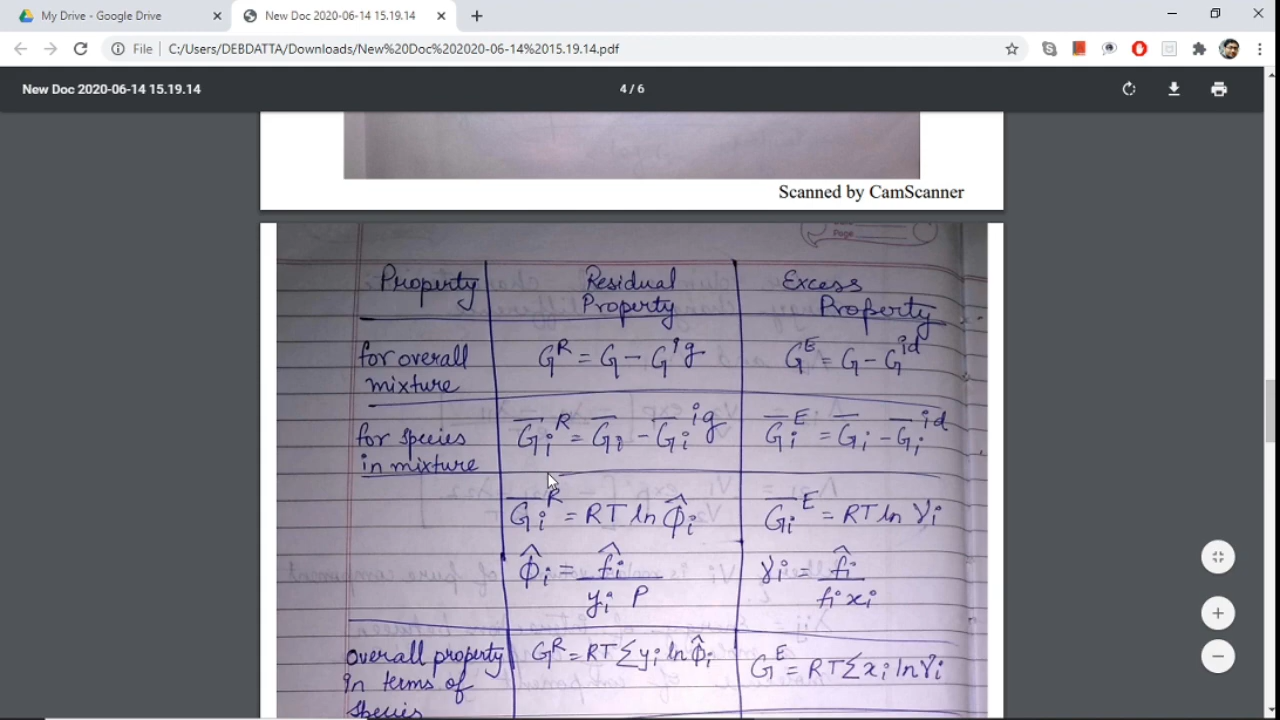 My Drive - Google Drive
New Doc 2020-06-14 15.19.14
File C:/Users/DEBDATTA/Downloads/New%20Doc%202020-06-14%2015.19.14.pdf
New Doc 2020-06-14 15.19.14
4 / 6
Scanned by CamScanner
Page
Property Residual Property Excess Property
for overall mixture G^R = G - G^ig G^E = G - G^id
for species in mixture Ḡi^R = Ḡi - Ḡi^ig Ḡi^E = Ḡi - Ḡi^id
Ḡi^R = RT ln ϕ̂i Ḡi^E = RT ln γi
ϕ̂i = f̂i / yi P γi = f̂i / fi xi
overall property in terms of species G^R = RT Σ yi ln ϕ̂i G^E = RT Σ xi ln γi